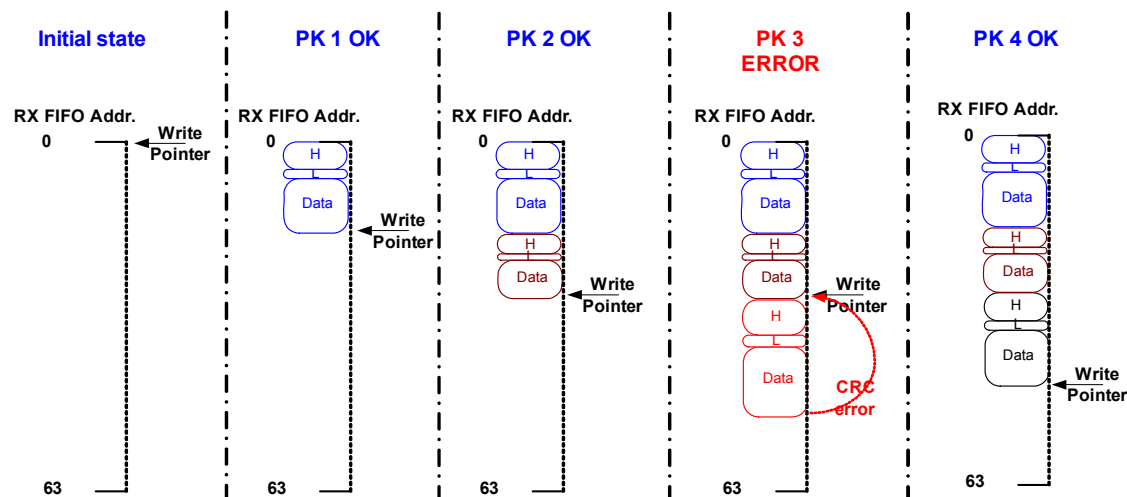 Initial state
RX FIFO Addr.
0
Write
Pointer
63
PK 1 OK
RX FIFO Addr.
0
H
L
Data
Write
Pointer
63
PK 2 OK
RX FIFO Addr.
0
H
L
Data
H
L
Data
Write
Pointer
63
PK 3
ERROR
RX FIFO Addr.
0
H
L
Data
H
L
Data
Write
Pointer
H
L
Data
CRC
error
63
PK 4 OK
RX FIFO Addr.
0
H
L
Data
H
L
Data
H
L
Data
Write
Pointer
63